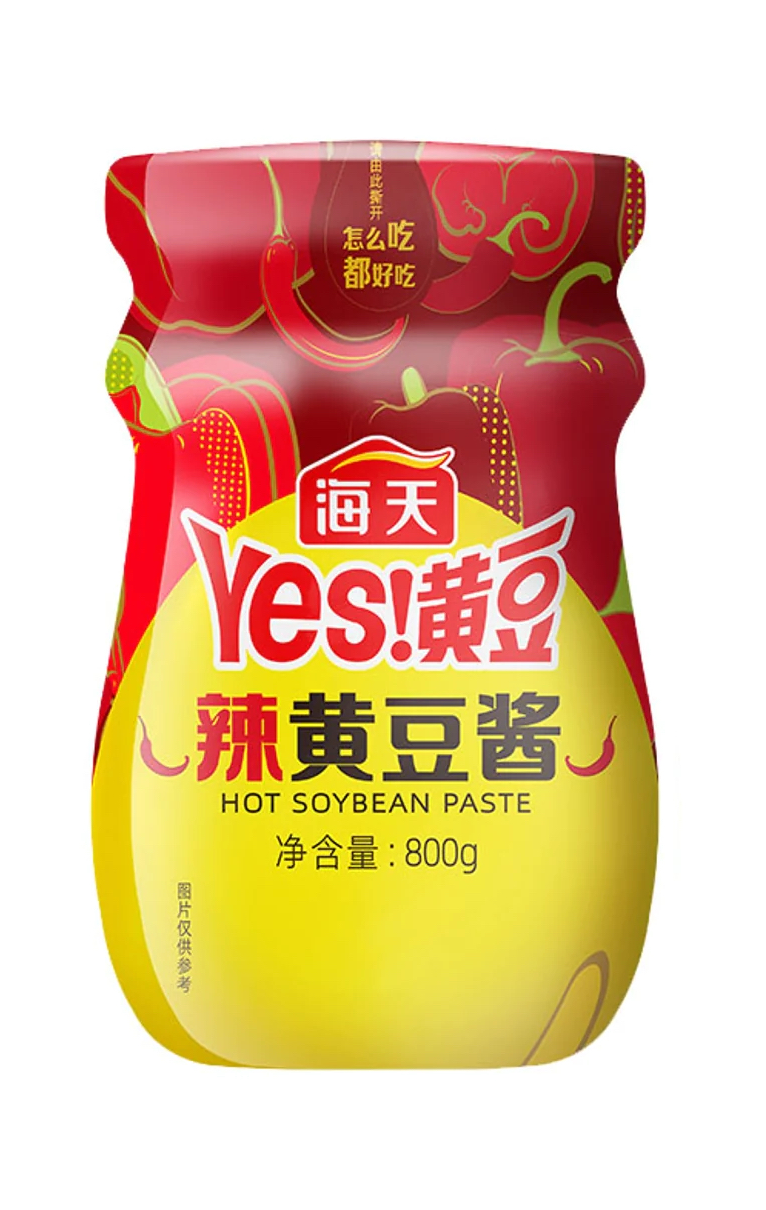 请由此撕开
怎么吃
都好吃
海天
Yes!黄豆
辣黄豆酱
HOT SOYBEAN PASTE
净含量:800g
图片仅供参考